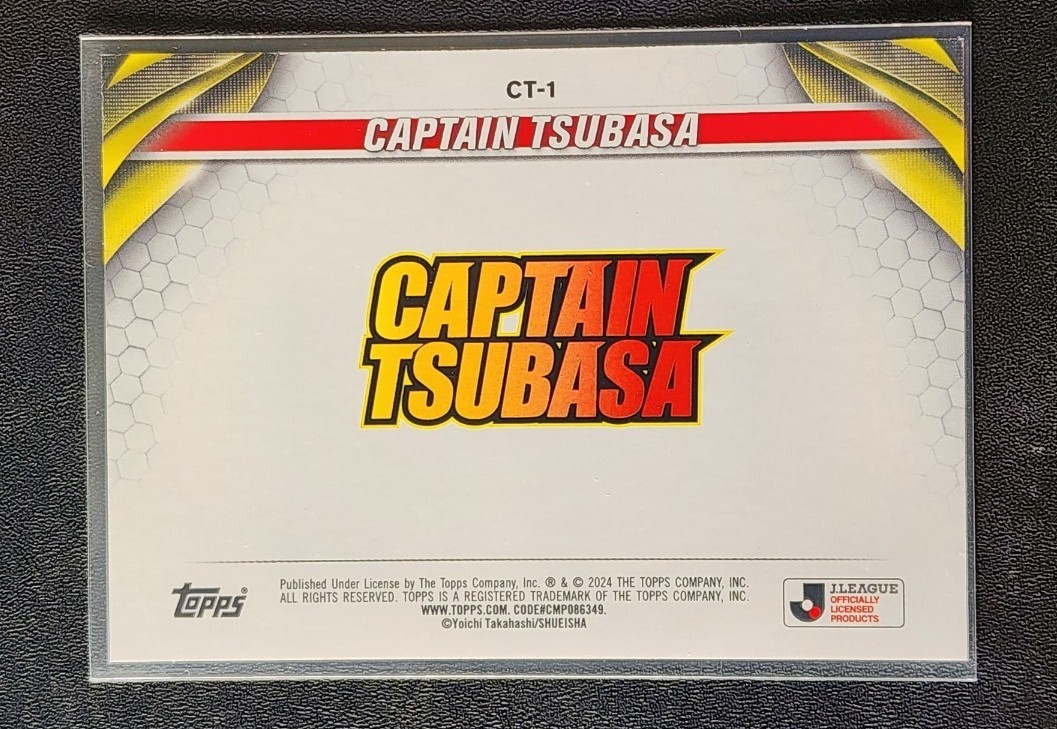 CT-1
CAPTAIN TSUBASA
CAPTAIN
TSUBASA
topps®
Published Under License by The Topps Company, Inc. ® & © 2024 THE TOPPS COMPANY, INC.
ALL RIGHTS RESERVED. TOPPS IS A REGISTERED TRADEMARK OF THE TOPPS COMPANY, INC.
WWW.TOPPS.COM. CODE#CMP086349.
©Yoichi Takahashi/SHUEISHA
J.LEAGUE
OFFICIALLY
LICENSED
PRODUCTS